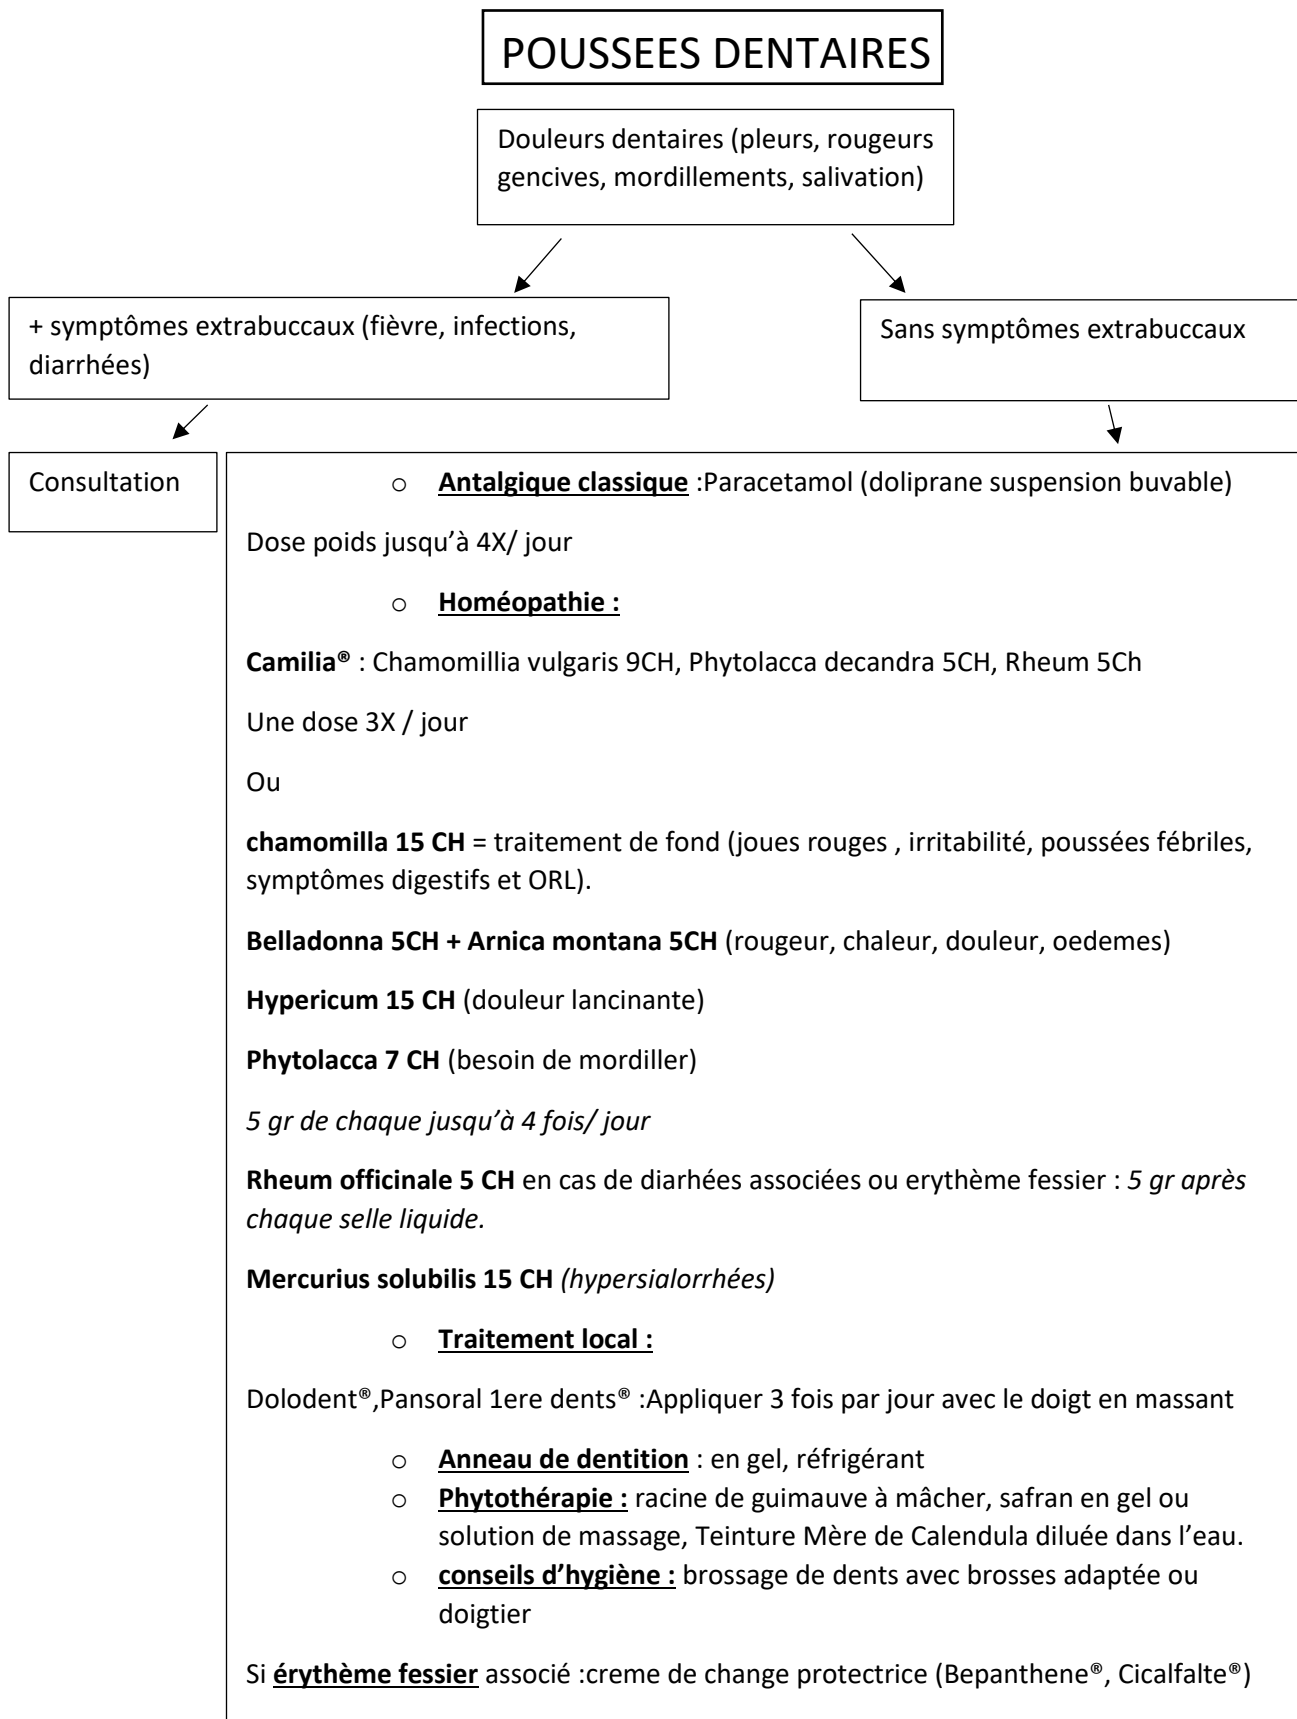 POUSSEES DENTAIRES
Douleurs dentaires (pleurs, rougeurs
gencives, mordillements, salivation)
+ symptômes extrabuccaux (fièvre, infections,
diarrhées)
Sans symptômes extrabuccaux
Consultation
o Antalgique classique :Paracetamol (doliprane suspension buvable)
Dose poids jusqu’à 4X/ jour
o Homéopathie :
Camilia® : Chamomillia vulgaris 9CH, Phytolacca decandra 5CH, Rheum 5Ch
Une dose 3X / jour
Ou
chamomilla 15 CH = traitement de fond (joues rouges , irritabilité, poussées fébriles,
symptômes digestifs et ORL).
Belladonna 5CH + Arnica montana 5CH (rougeur, chaleur, douleur, oedemes)
Hypericum 15 CH (douleur lancinante)
Phytolacca 7 CH (besoin de mordiller)
5 gr de chaque jusqu’à 4 fois/ jour
Rheum officinale 5 CH en cas de diarhées associées ou erythème fessier : 5 gr après
chaque selle liquide.
Mercurius solubilis 15 CH (hypersialorrhées)
o Traitement local :
Dolodent®,Pansoral 1ere dents® :Appliquer 3 fois par jour avec le doigt en massant
o Anneau de dentition : en gel, réfrigérant
o Phytothérapie : racine de guimauve à mâcher, safran en gel ou
solution de massage, Teinture Mère de Calendula diluée dans l’eau.
o conseils d’hygiène : brossage de dents avec brosses adaptée ou
doigtier
Si érythème fessier associé :creme de change protectrice (Bepanthene®, Cicalfalte®)